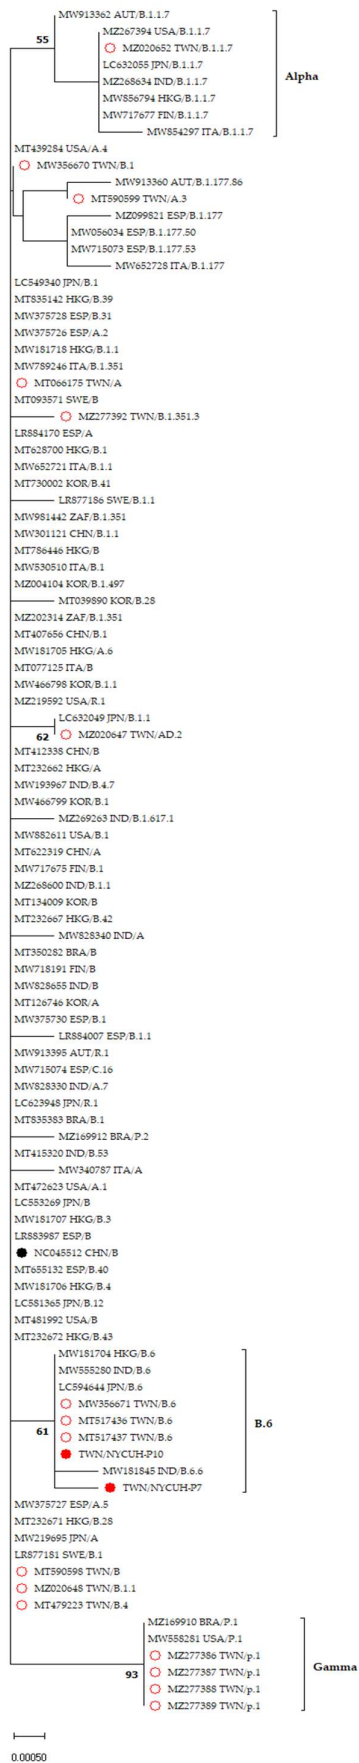 MW913362 AUT/B.1.1.7
MZ267394 USA/B.1.1.7
55
MZ020652 TWN/B.1.1.7
LC632055 JPN/B.1.1.7
MZ268634 IND/B.1.1.7
Alpha
MW856794 HKG/B.1.1.7
MW717677 FIN/B.1.1.7
MW854297 ITA/B.1.1.7
MT439284 USA/A.4
MW356670 TWN/B.1
MW913360 AUT/B.1.177.86
MT590599 TWN/A.3
MZ099821 ESP/B.1.177
MW056034 ESP/B.1.177.50
MW715073 ESP/B.1.177.53
MW652728 ITA/B.1.177
LC549340 JPN/B.1
MT835142 HKG/B.39
MW375728 ESP/B.31
MW375726 ESP/A.2
MW181718 HKG/B.1.1
MW789246 ITA/B.1.351
MT066175 TWN/A
MT093571 SWE/B
MZ277392 TWN/B.1.351.3
LR884170 ESP/A
MT628700 HKG/B.1
MW652721 ITA/B.1.1
MT730002 KOR/B.41
LR877186 SWE/B.1.1
MW981442 ZAF/B.1.351
MW301121 CHN/B.1.1
MT786446 HKG/B
MW530510 ITA/B.1
MZ004104 KOR/B.1.497
MT039890 KOR/B.28
MZ202314 ZAF/B.1.351
MT407656 CHN/B.1
MW181705 HKG/A.6
MT077125 ITA/B
MW466798 KOR/B.1.1
MZ219592 USA/R.1
LC632049 JPN/B.1.1
62
MZ020647 TWN/AD.2
MT412338 CHN/B
MT232662 HKG/A
MW193967 IND/B.4.7
MW466799 KOR/B.1
MZ269263 IND/B.1.617.1
MW882611 USA/B.1
MT622319 CHN/A
MW717675 FIN/B.1
MZ268600 IND/B.1.1
MT134009 KOR/B
MT232667 HKG/B.42
MW828340 IND/A
MT350282 BRA/B
MW718191 FIN/B
MW828655 IND/B
MT126746 KOR/A
MW375730 ESP/B.1
LR884007 ESP/B.1.1
MW913395 AUT/R.1
MW715074 ESP/C.16
MW828330 IND/A.7
LC623948 JPN/R.1
MT835383 BRA/B.1
MZ169912 BRA/P.2
MT415320 IND/B.53
MW340787 ITA/A
MT472623 USA/A.1
LC553269 JPN/B
MW181707 HKG/B.3
LR883987 ESP/B
NC045512 CHN/B
MT655132 ESP/B.40
MW181706 HKG/B.4
LC581365 JPN/B.12
MT481992 USA/B
MT232672 HKG/B.43
MW181704 HKG/B.6
MW555280 IND/B.6
LC594644 JPN/B.6
MW356671 TWN/B.6
MT517436 TWN/B.6
B.6
61
MT517437 TWN/B.6
TWN/NYCUH-P10
MW181845 IND/B.6.6
TWN/NYCUH-P7
MW375727 ESP/A.5
MT232671 HKG/B.28
MW219695 JPN/A
LR877181 SWE/B.1
MT590598 TWN/B
MZ020648 TWN/B.1.1
MT479223 TWN/B.4
MZ169910 BRA/P.1
MW558281 USA/P.1
MZ277386 TWN/p.1
93
MZ277387 TWN/p.1
Gamma
MZ277388 TWN/p.1
MZ277389 TWN/p.1
0.00050